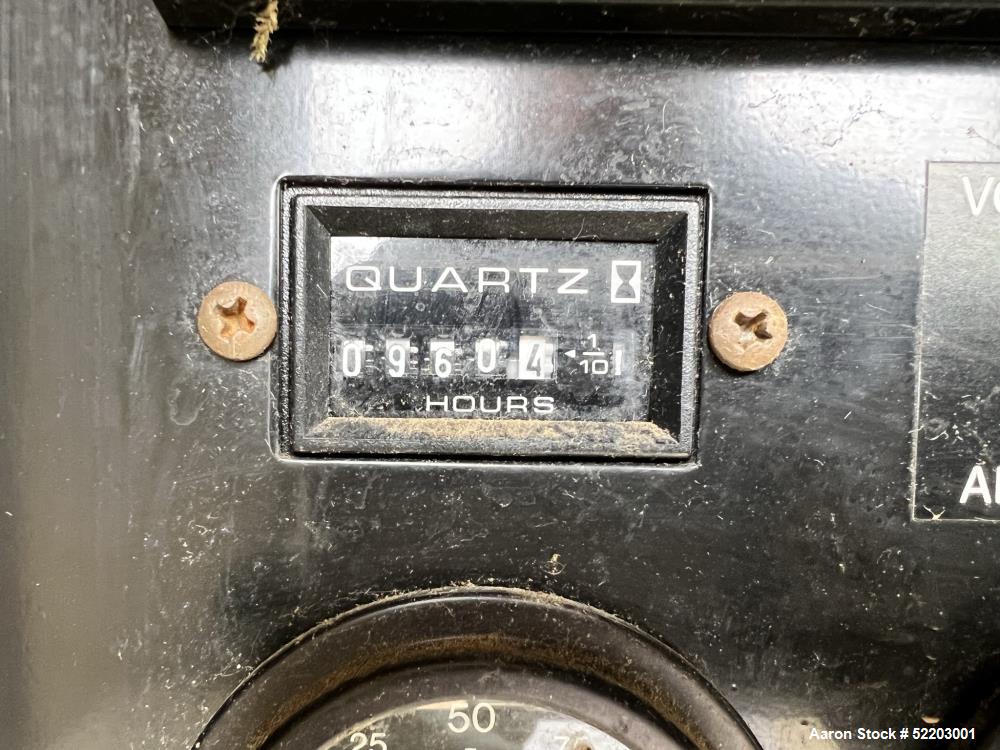 QUARTZ
09604 1/10
HOURS
50
25
Aaron Stock # 52203001